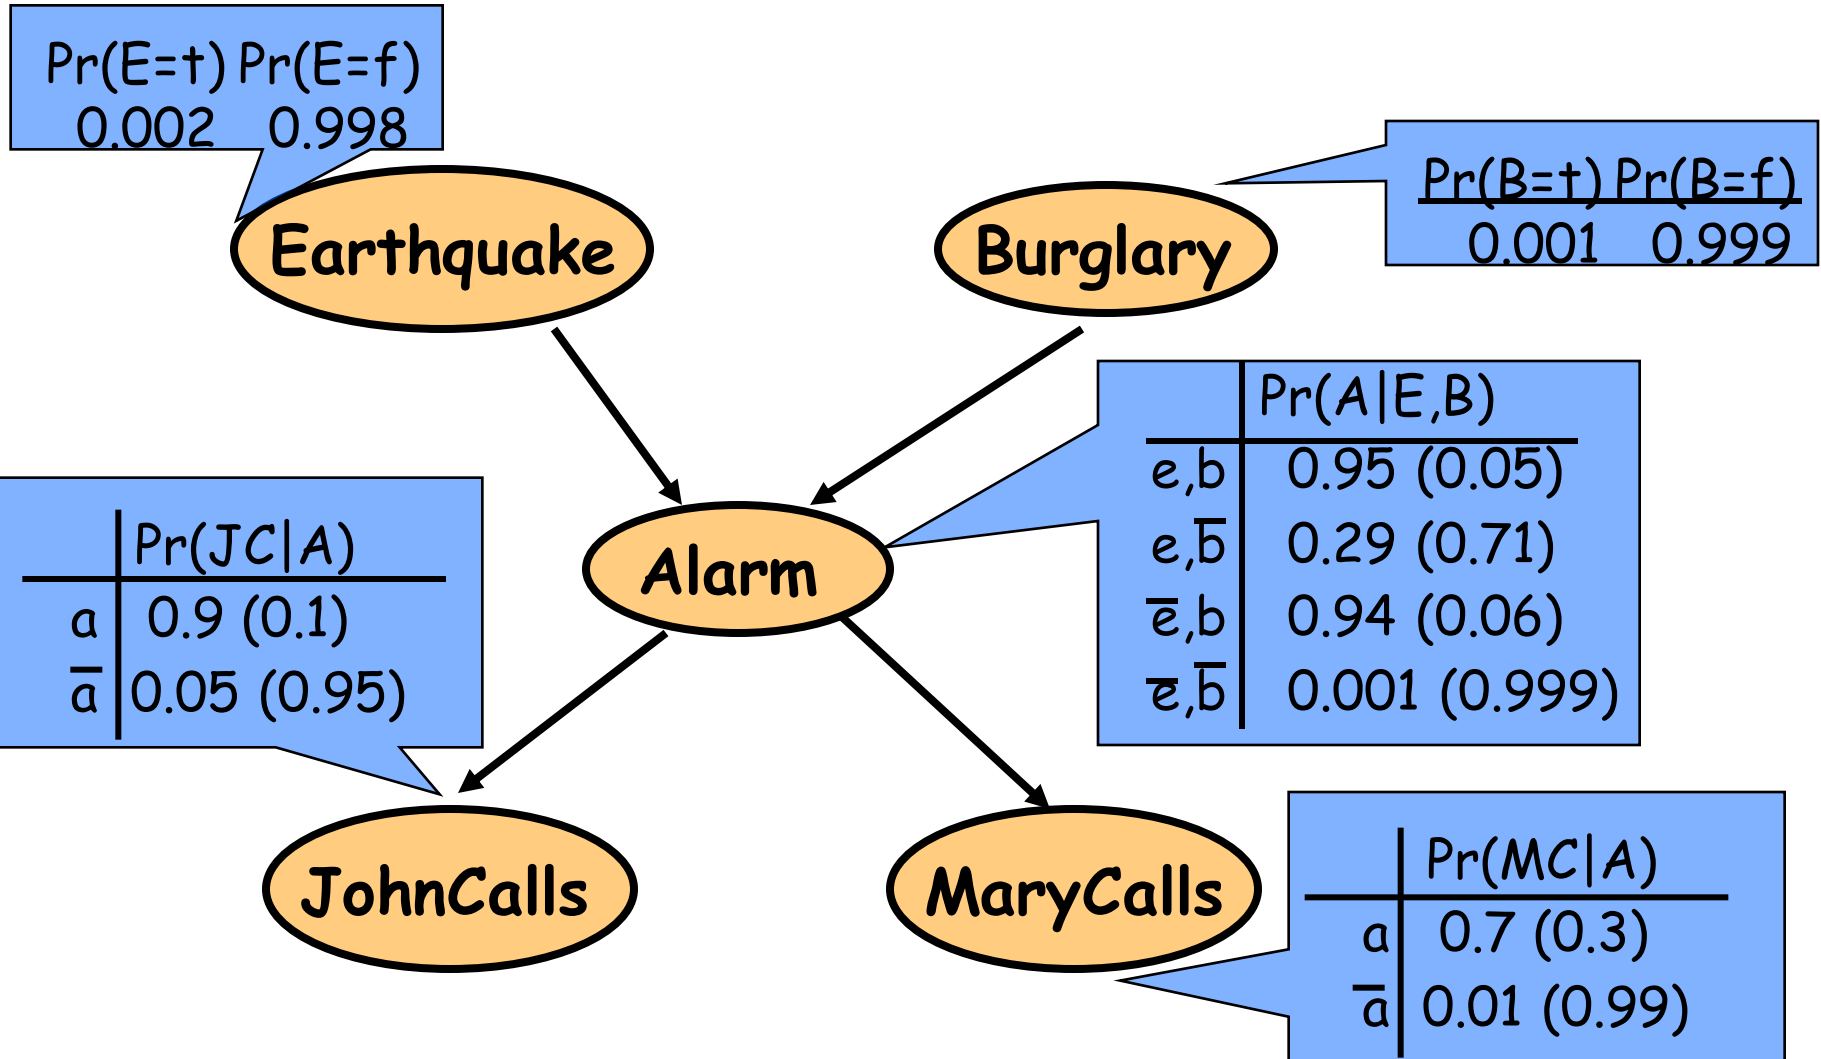 Pr(E=t) Pr(E=f)
0.002 0.998
Pr(B=t) Pr(B=f)
0.001 0.999
Earthquake
Burglary
Pr(A|E,B)
e,b 0.95 (0.05)
e,b̅ 0.29 (0.71)
e̅,b 0.94 (0.06)
e̅,b̅ 0.001 (0.999)
Alarm
Pr(JC|A)
a 0.9 (0.1)
a̅ 0.05 (0.95)
JohnCalls
MaryCalls
Pr(MC|A)
a 0.7 (0.3)
a̅ 0.01 (0.99)